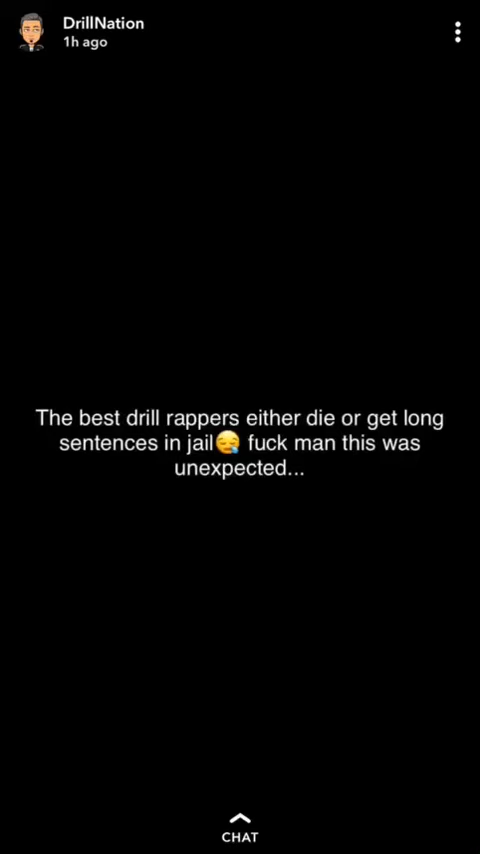 DrillNation
1h ago
The best drill rappers either die or get long
sentences in jail😪 fuck man this was
unexpected...
CHAT